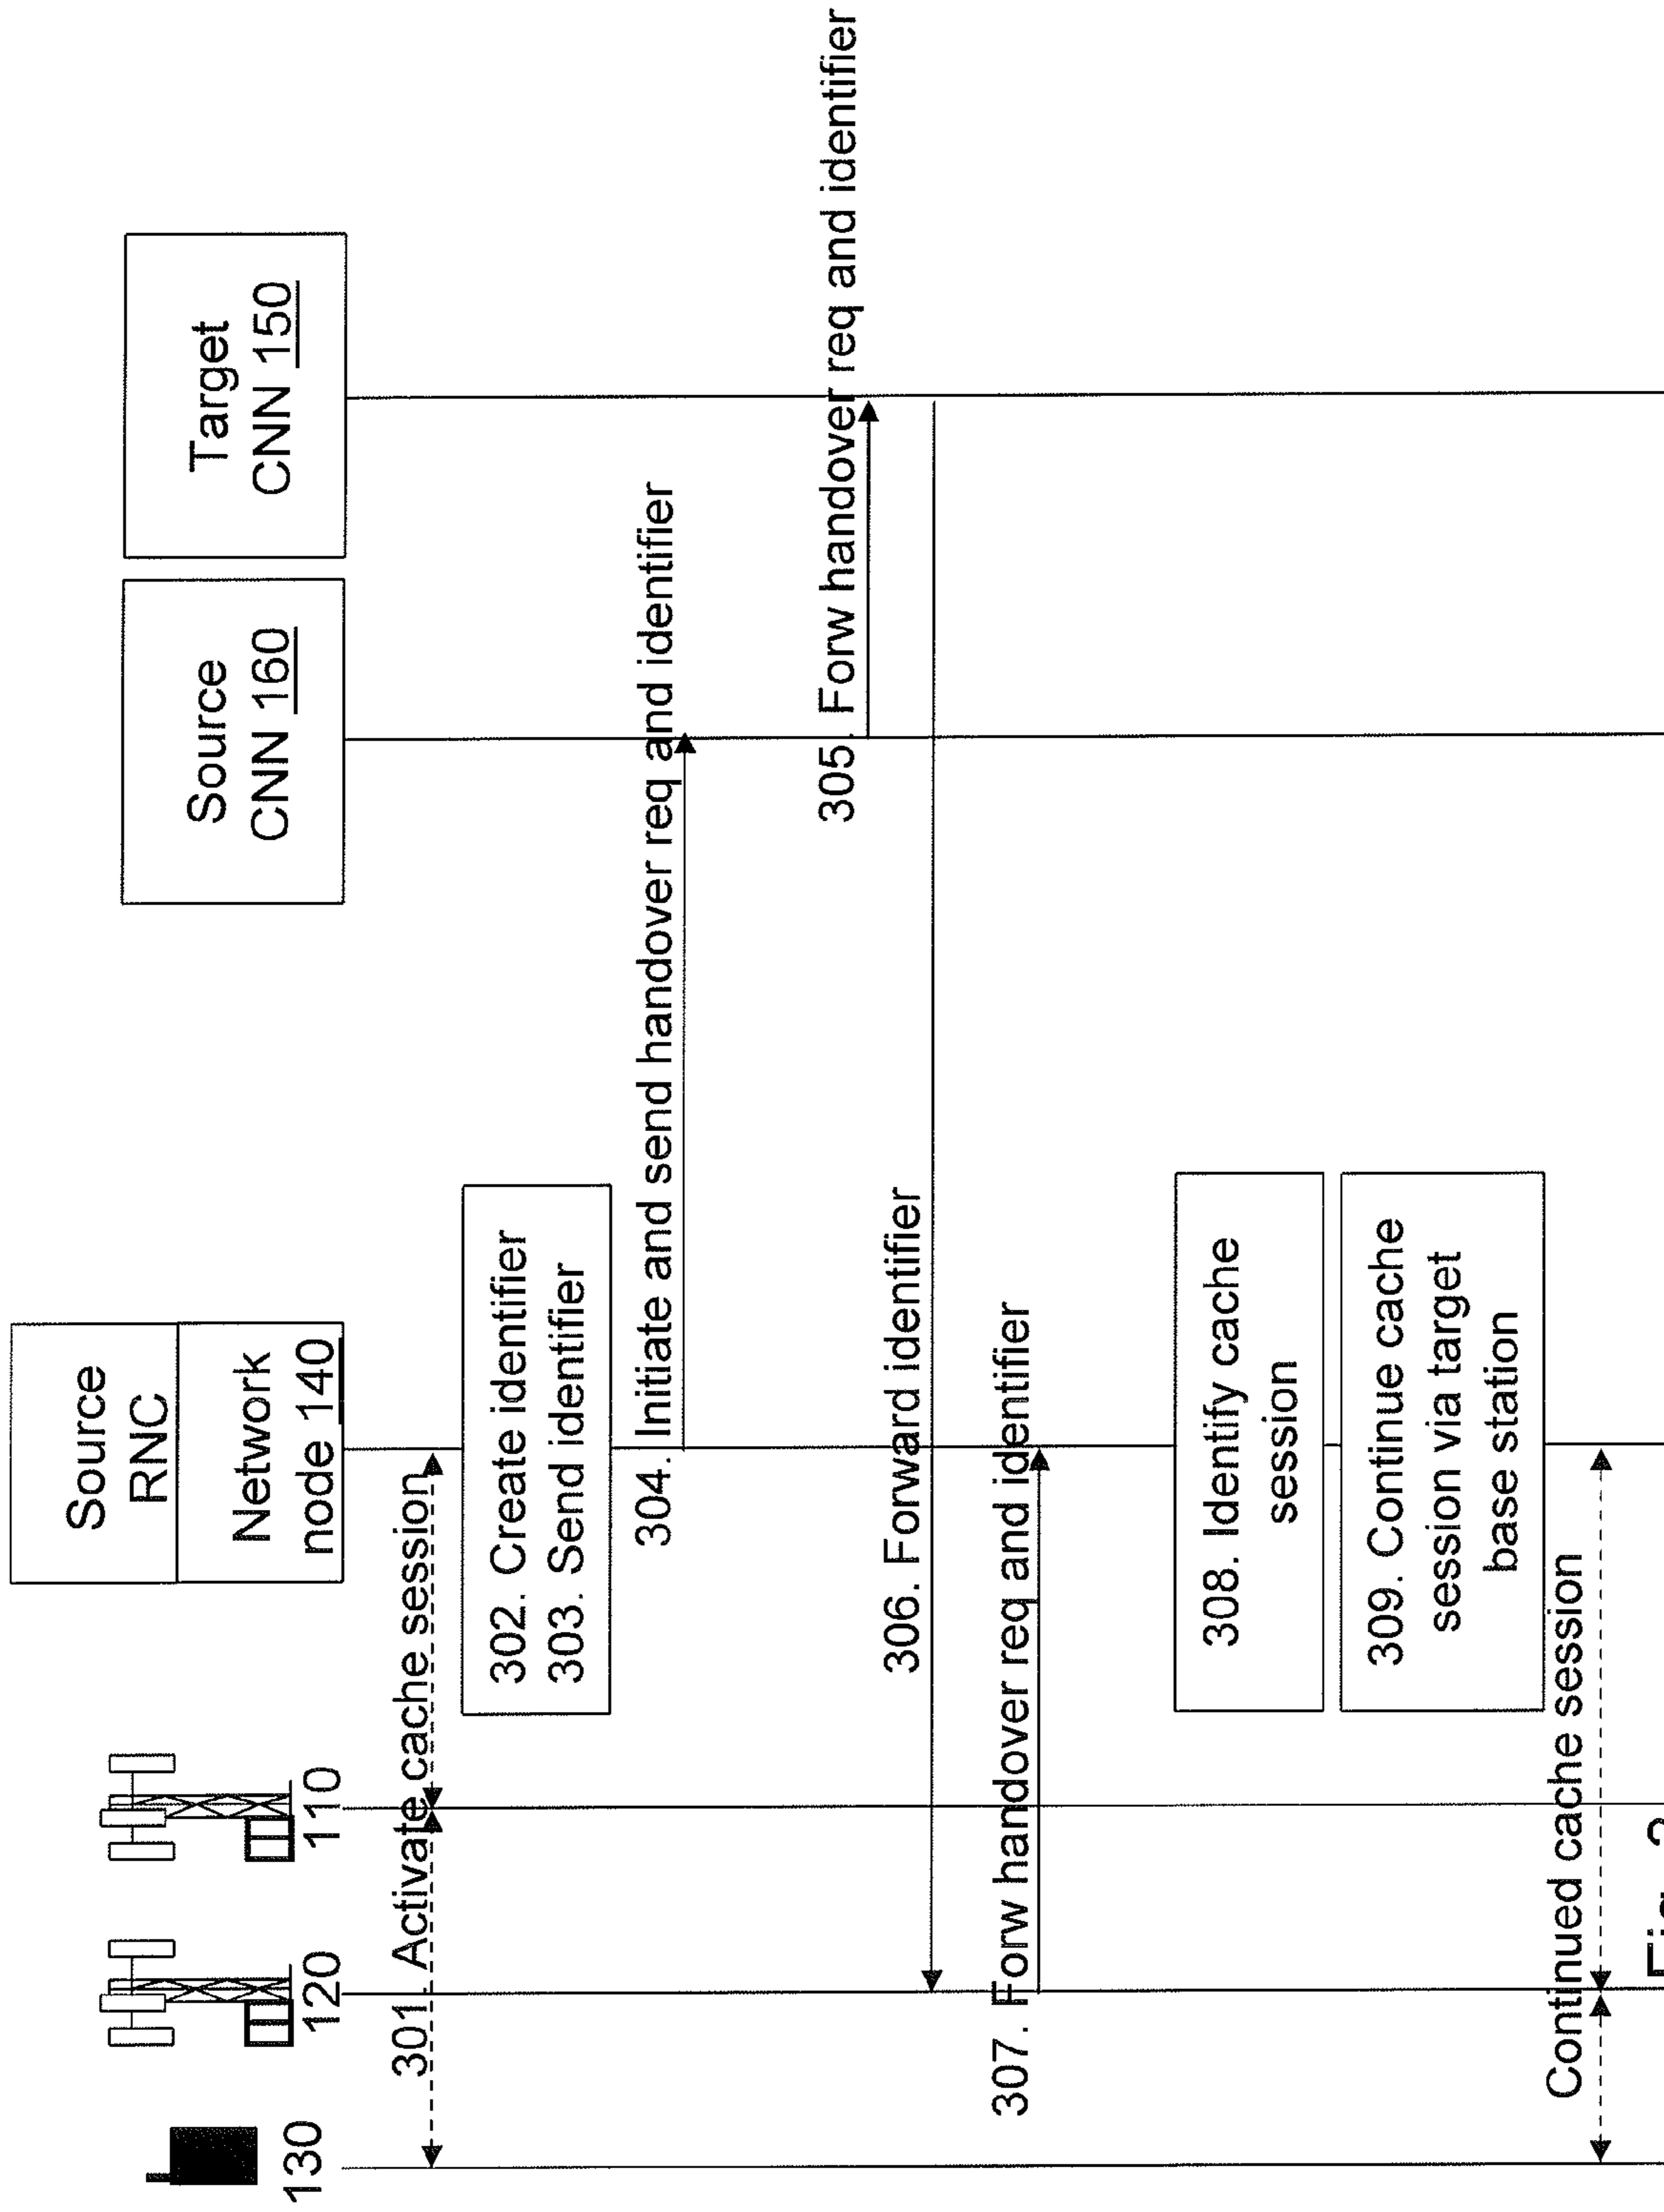 130
120
110
Source
RRNC
Network
node 140
Source
CNN 160
Target
CNN 150
301. Activate cache session
302. Create identifier
303. Send identifier
304. Initiate and send handover req and identifier
305. Forw handover req and identifier
306. Forward identifier
307. Forw handover req and identifier
308. Identify cache
session
309. Continue cache
session via target
base station
Continued cache session